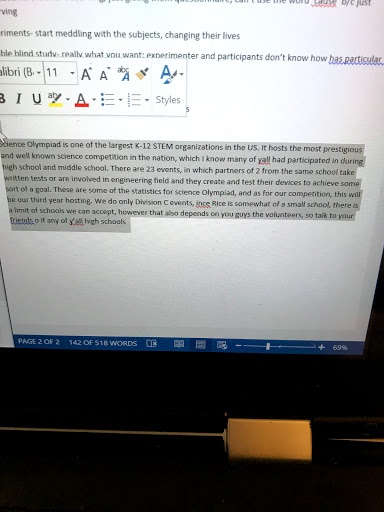 ving
"cause" b/c just
riments- start meddling with the subjects, changing their lives
ble blind study- really what you want: experimenter and participants don't know how has particular
alibri (B 11 A A abc A
B I U aby A Styles
s
Science Olympiad is one of the largest K-12 STEM organizations in the US. It hosts the most prestigious
and well known science competition in the nation, which I know many of yall had participated in during
high school and middle school. There are 23 events, in which partners of 2 from the same school take
written tests or are involved in engineering field and they create and test their devices to achieve some
sort of a goal. These are some of the statistics for science Olympiad, and as for our competition, this will
be our third year hosting. We do only Division C events, ince Rice is somewhat of a small school, there is
a limit of schools we can accept, however that also depends on you guys the volunteers, so talk to your
friends o if any of y'all high schools
PAGE 2 OF 2 142 OF 518 WORDS 69%